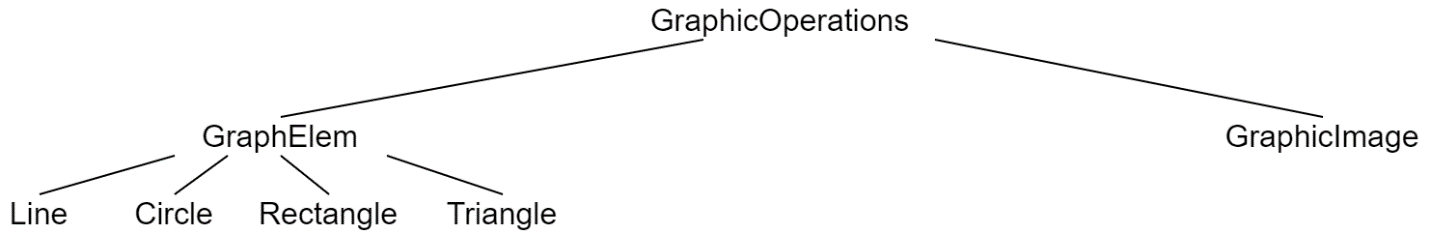 GraphicOperations
GraphElem GraphicImage
Line Circle Rectangle Triangle